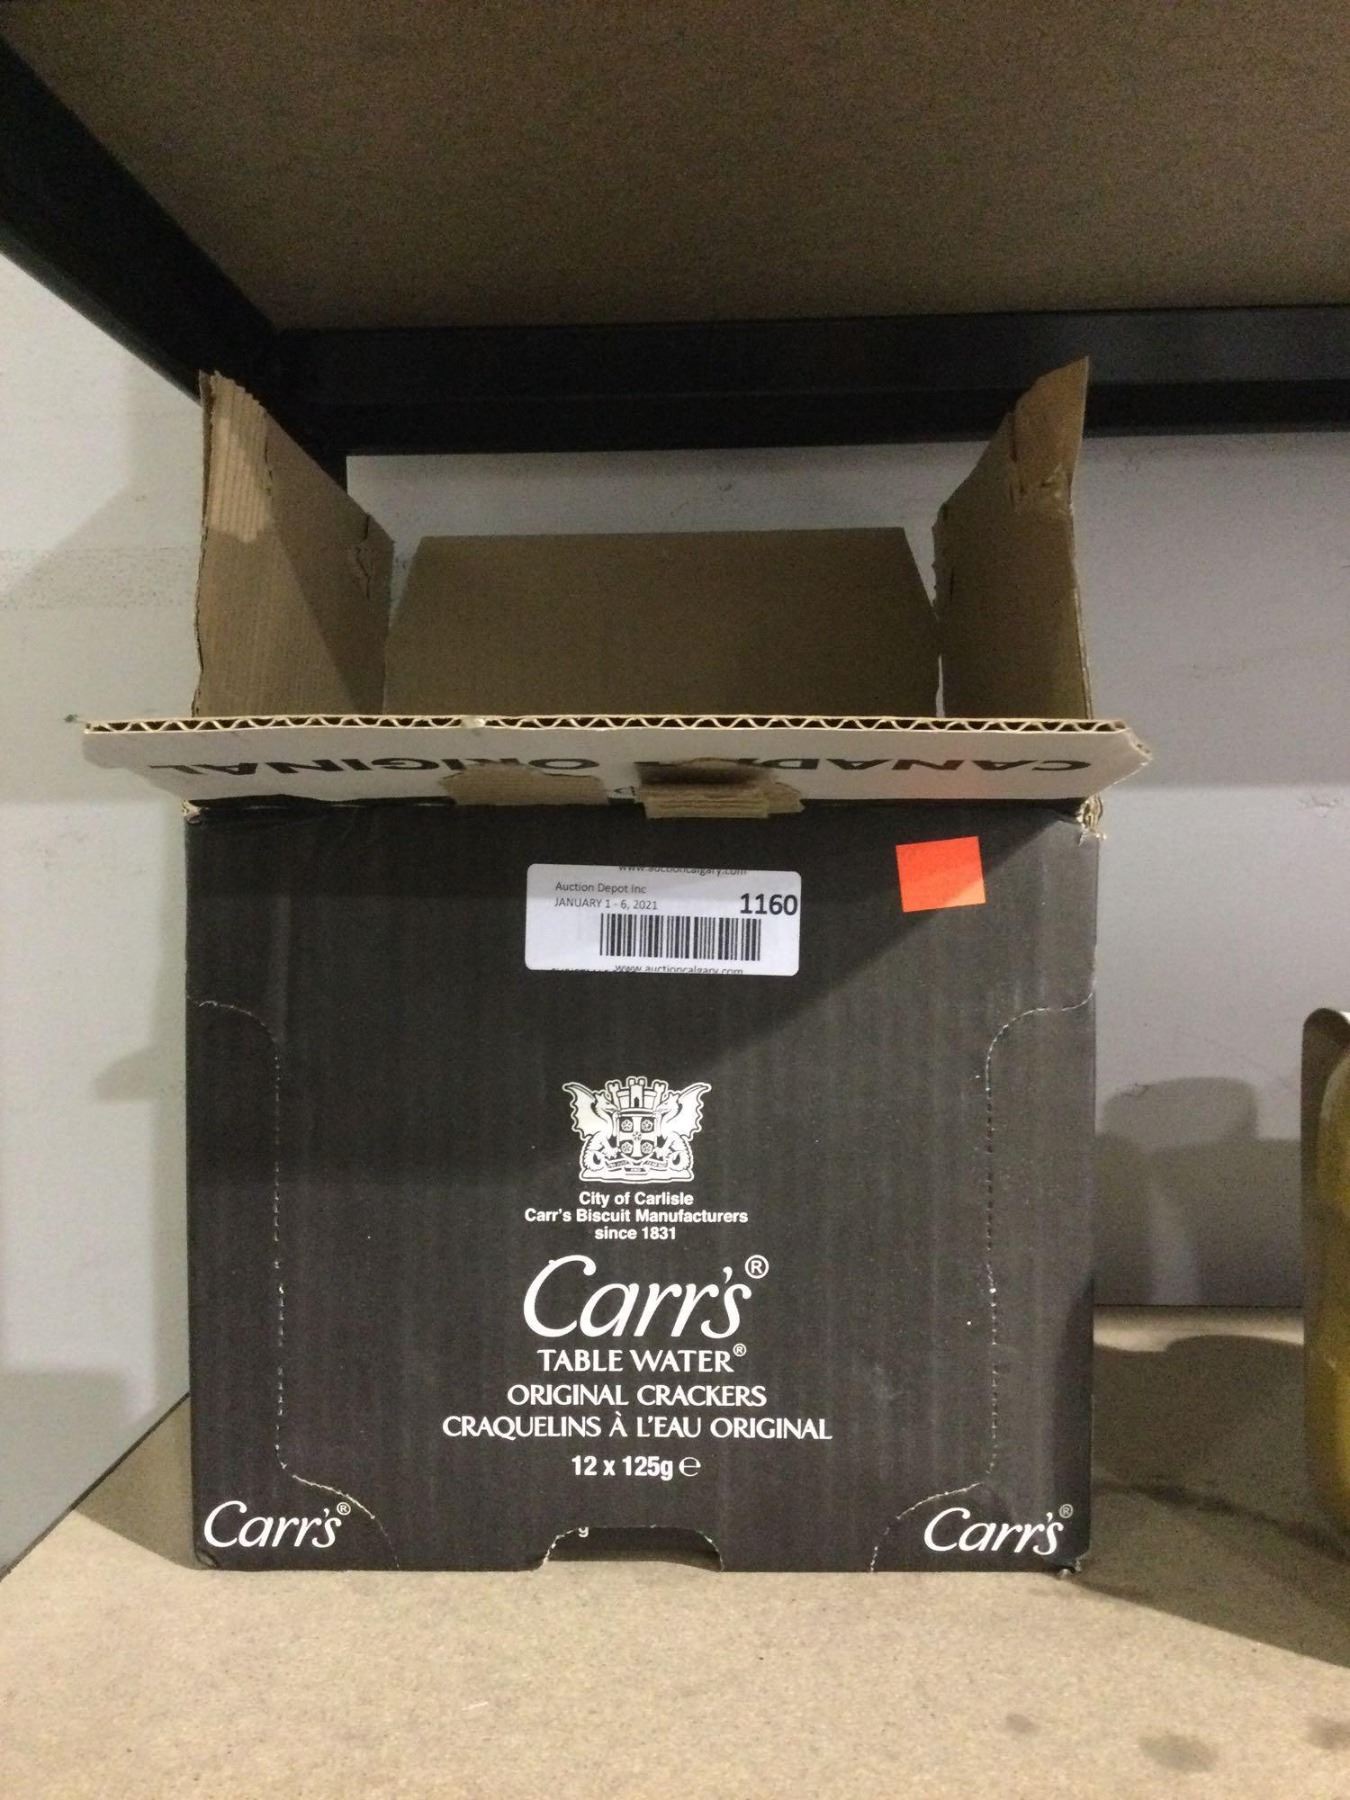 CANAD ORIGINAL
www.auctioncalgary.com
Auction Depot Inc
JANUARY 1 - 6, 2021
1160
www.auctioncalgary.com
City of Carlisle
Carr's Biscuit Manufacturers
since 1831
Carr's®
TABLE WATER®
ORIGINAL CRACKERS
CRAQUELINS À L'EAU ORIGINAL
12 x 125g ℮
Carr's® Carr's®